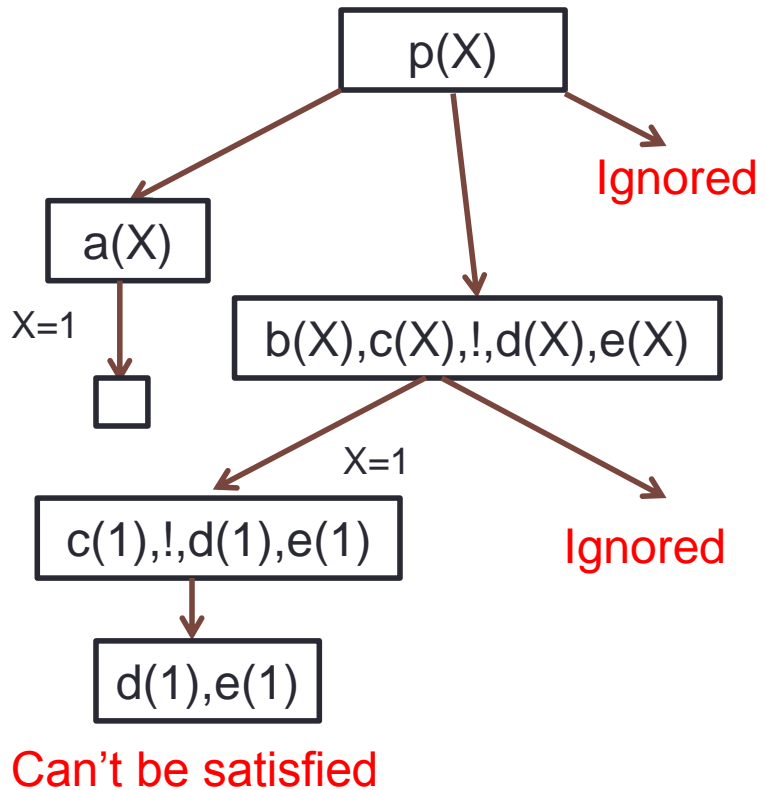 p(X)
Ignored
a(X)
X=1
b(X),c(X),!,d(X),e(X)
X=1
c(1),!,d(1),e(1)
Ignored
d(1),e(1)
Can’t be satisfied